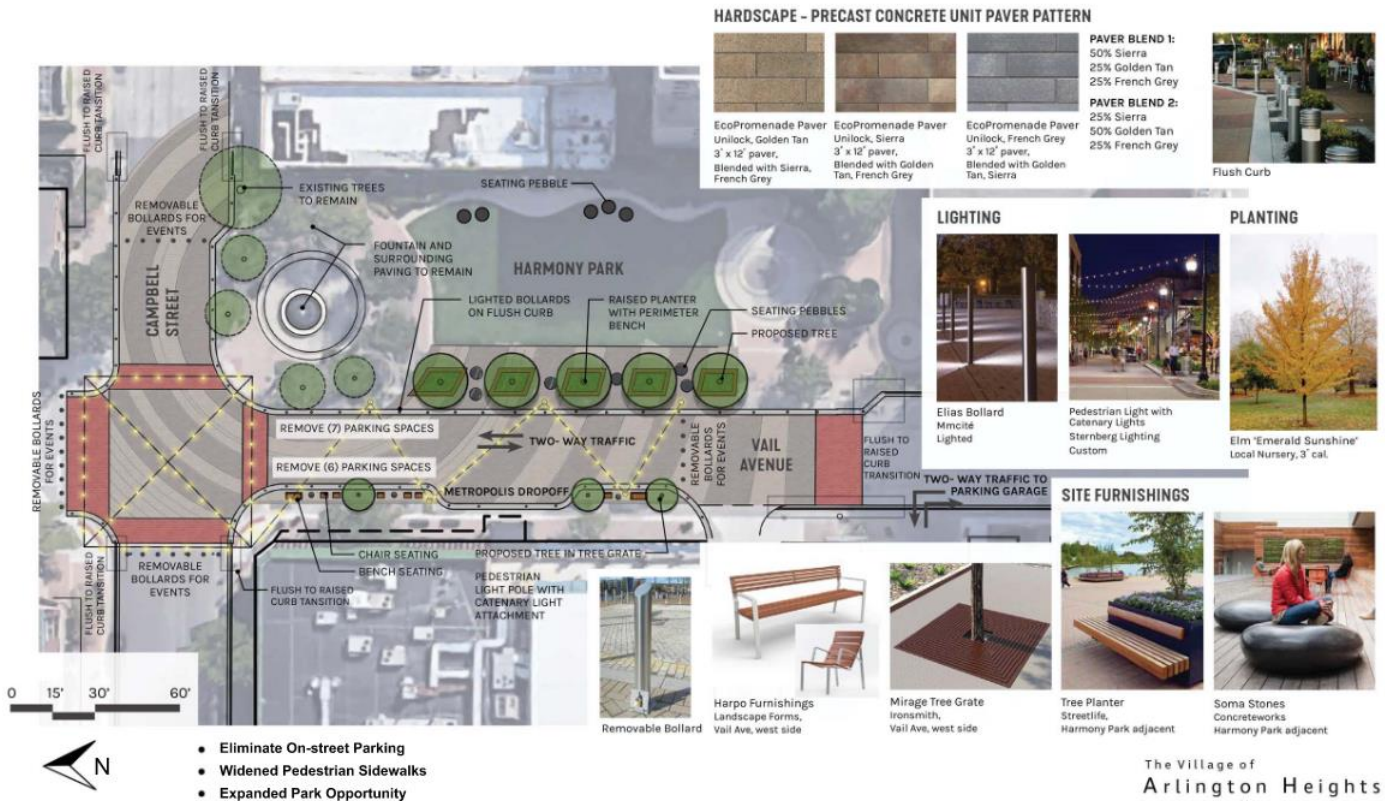 HARDSCAPE - PRECAST CONCRETE UNIT PAVER PATTERN
EcoPromenade Paver
Unilock, Golden Tan
3" x 12" paver,
Blended with Sierra,
French Grey
EcoPromenade Paver
Unilock, Sierra
3" x 12" paver,
Blended with Golden
Tan, French Grey
EcoPromenade Paver
Unilock, French Grey
3" x 12" paver,
Blended with Golden
Tan, Sierra
PAVER BLEND 1:
50% Sierra
25% Golden Tan
25% French Grey
PAVER BLEND 2:
25% Sierra
50% Golden Tan
25% French Grey
Flush Curb
FLUSH TO RAISED
CURB TANSITION
FLUSH TO RAISED
CURB TANSITION
REMOVABLE
BOLLARDS FOR
EVENTS
EXISTING TREES
TO REMAIN
SEATING PEBBLE
FOUNTAIN AND
SURROUNDING
PAVING TO REMAIN
HARMONY PARK
CAMPBELL
STREET
LIGHTED BOLLARDS
ON FLUSH CURB
RAISED PLANTER
WITH PERIMETER
BENCH
SEATING PEBBLES
PROPOSED TREE
LIGHTING
Elias Bollard
Mmcité
Lighted
Pedestrian Light with
Catenary Lights
Sternberg Lighting
Custom
PLANTING
Elm 'Emerald Sunshine'
Local Nursery, 3" cal.
REMOVABLE BOLLARDS
FOR EVENTS
REMOVE (7) PARKING SPACES
TWO- WAY TRAFFIC
REMOVE (6) PARKING SPACES
METROPOLIS DROPOFF
REMOVABLE
BOLLARDS
FOR EVENTS
VAIL
AVENUE
FLUSH TO
RAISED
CURB
TRANSITION
TWO- WAY TRAFFIC TO
PARKING GARAGE
FLUSH TO RAISED
CURB TANSITION
REMOVABLE
BOLLARDS FOR
EVENTS
FLUSH TO RAISED
CURB TANSITION
CHAIR SEATING
BENCH SEATING
PROPOSED TREE IN TREE GRATE
PEDESTRIAN
LIGHT POLE WITH
CATENARY LIGHT
ATTACHMENT
Removable Bollard
Harpo Furnishings
Landscape Forms,
Vail Ave, west side
Mirage Tree Grate
Ironsmith,
Vail Ave, west side
SITE FURNISHINGS
Tree Planter
Streetlife,
Harmony Park adjacent
Soma Stones
Concreteworks
Harmony Park adjacent
0 15' 30' 60'
N
• Eliminate On-street Parking
• Widened Pedestrian Sidewalks
• Expanded Park Opportunity
The Village of
Arlington Heights